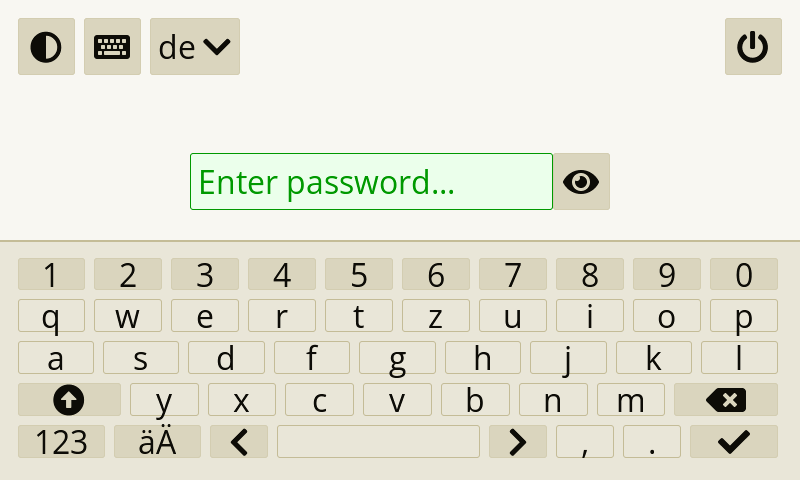 de
Enter password...
1 2 3 4 5 6 7 8 9 0
q w e r t z u i o p
a s d f g h j k l
y x c v b n m
123 äÄ , .